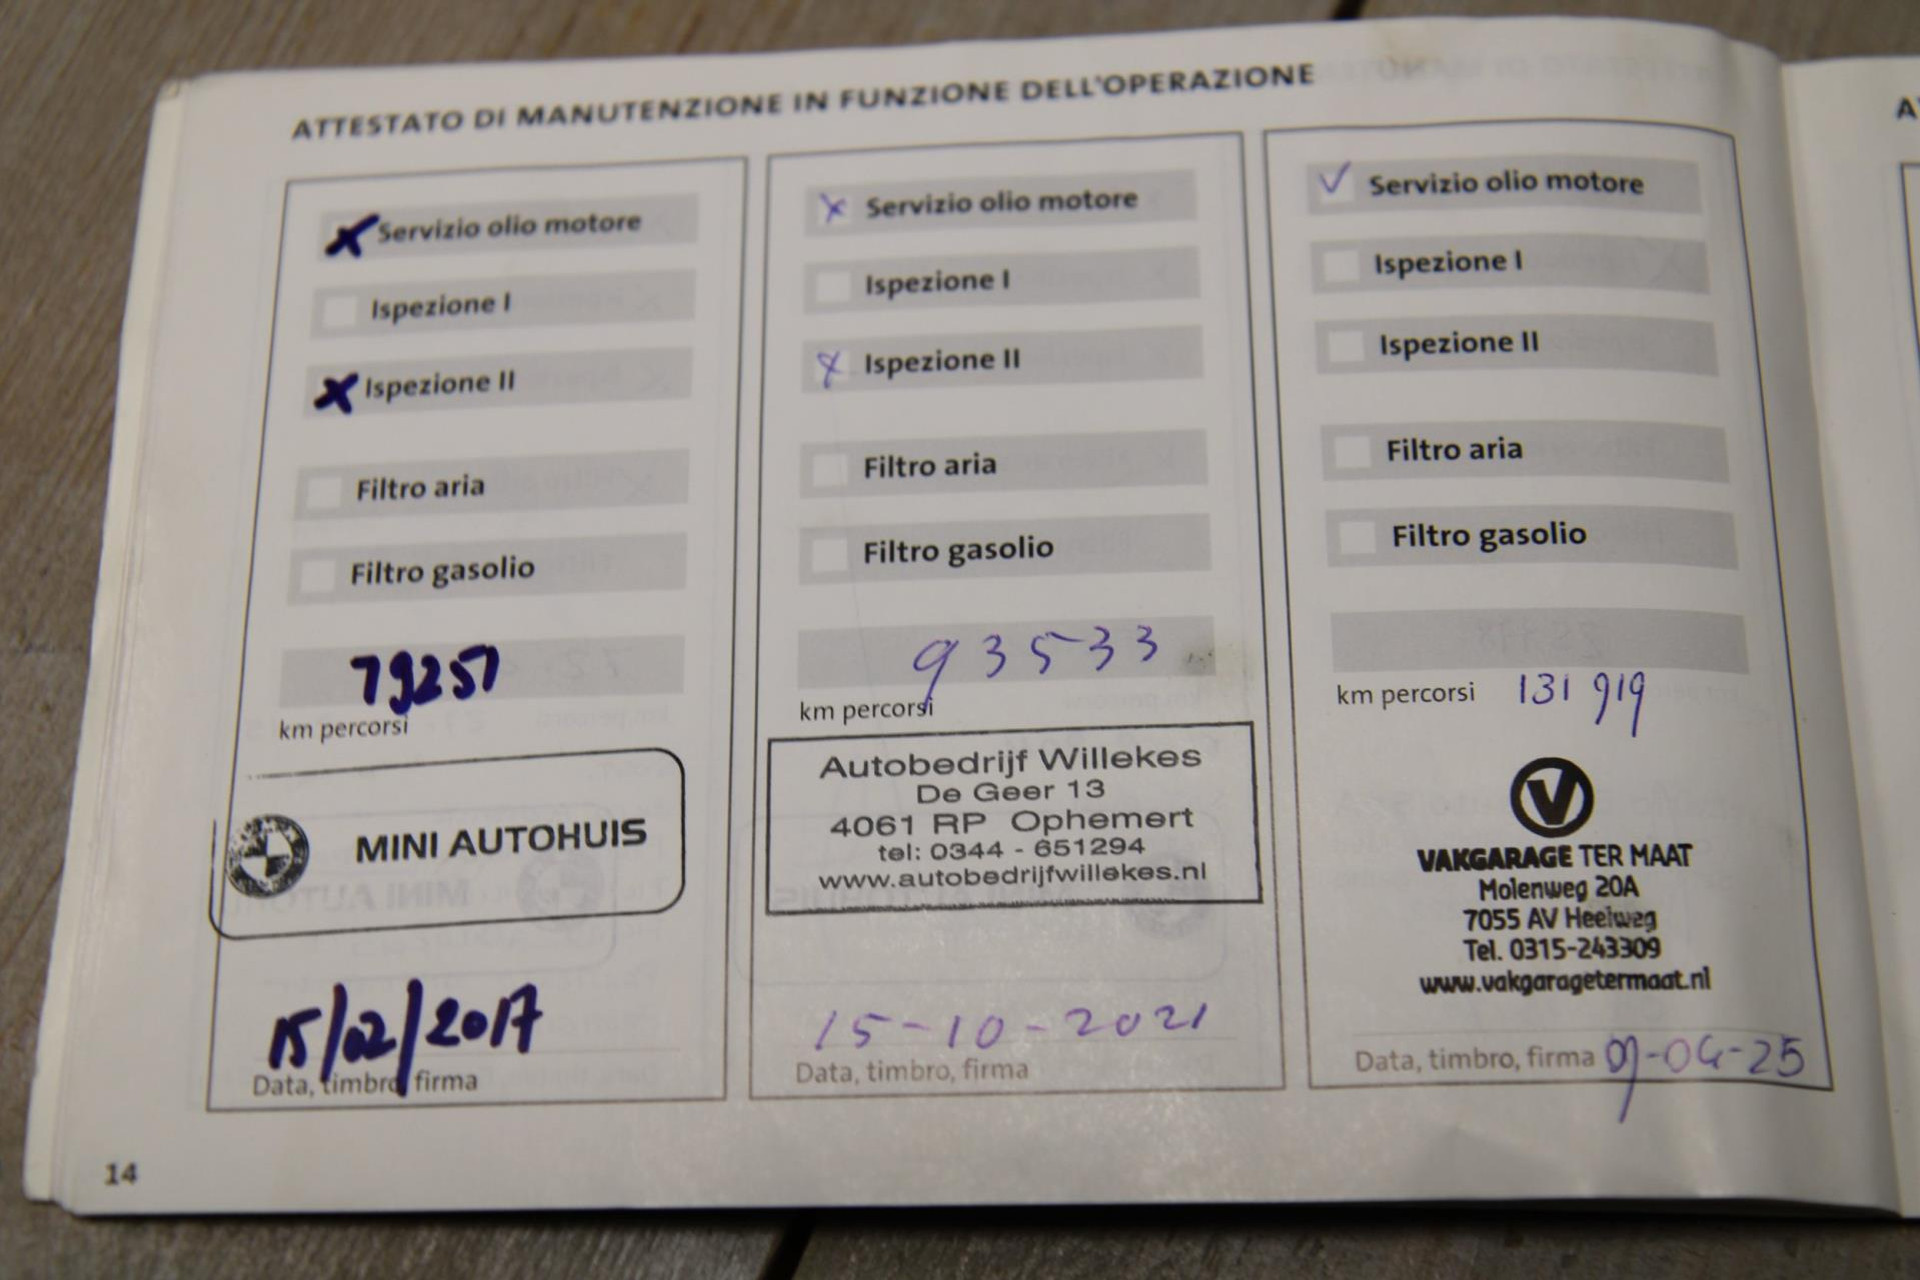 ATTESTATO DI MANUTENZIONE IN FUNZIONE DELL'OPERAZIONE
Servizio olio motore
Ispezione I
Ispezione II
Filtro aria
Filtro gasolio
79251
km percorsi
MINI AUTOHUIS
15/02/2017
Data, timbro, firma
Servizio olio motore
Ispezione I
Ispezione II
Filtro aria
Filtro gasolio
93533
km percorsi
Autobedrijf Willekes
De Geer 13
4061 RP Ophemert
tel: 0344 - 651294
www.autobedrijfwillekes.nl
15-10-2021
Data, timbro, firma
Servizio olio motore
Ispezione I
Ispezione II
Filtro aria
Filtro gasolio
km percorsi 131919
V
VAKGARAGE TER MAAT
Molenweg 20A
7055 AV Heelweg
Tel. 0315-243309
www.vakgaragetermaat.nl
Data, timbro, firma 09-04-25
14